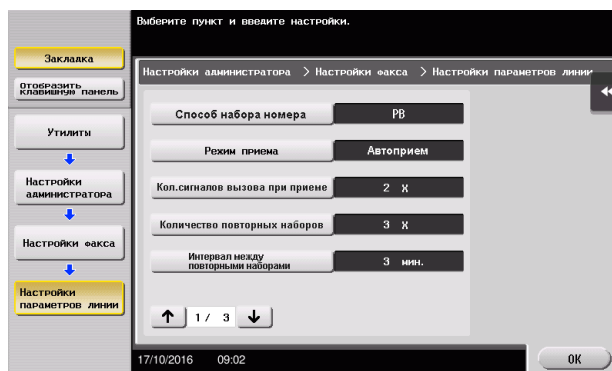 Выберите пункт и введите настройки.
Закладка
Отобразить
клавишную панель
Настройки администратора > Настройки факса > Настройки параметров линии
Способ набора номера
PB
Утилиты
Режим приема
Автоприем
Настройки
администратора
Кол.сигналов вызова при приеме
2 X
Количество повторных наборов
3 X
Настройки факса
Интервал между
повторными наборами
3 мин.
Настройки
параметров линии
1 / 3
17/10/2016 09:02
OK